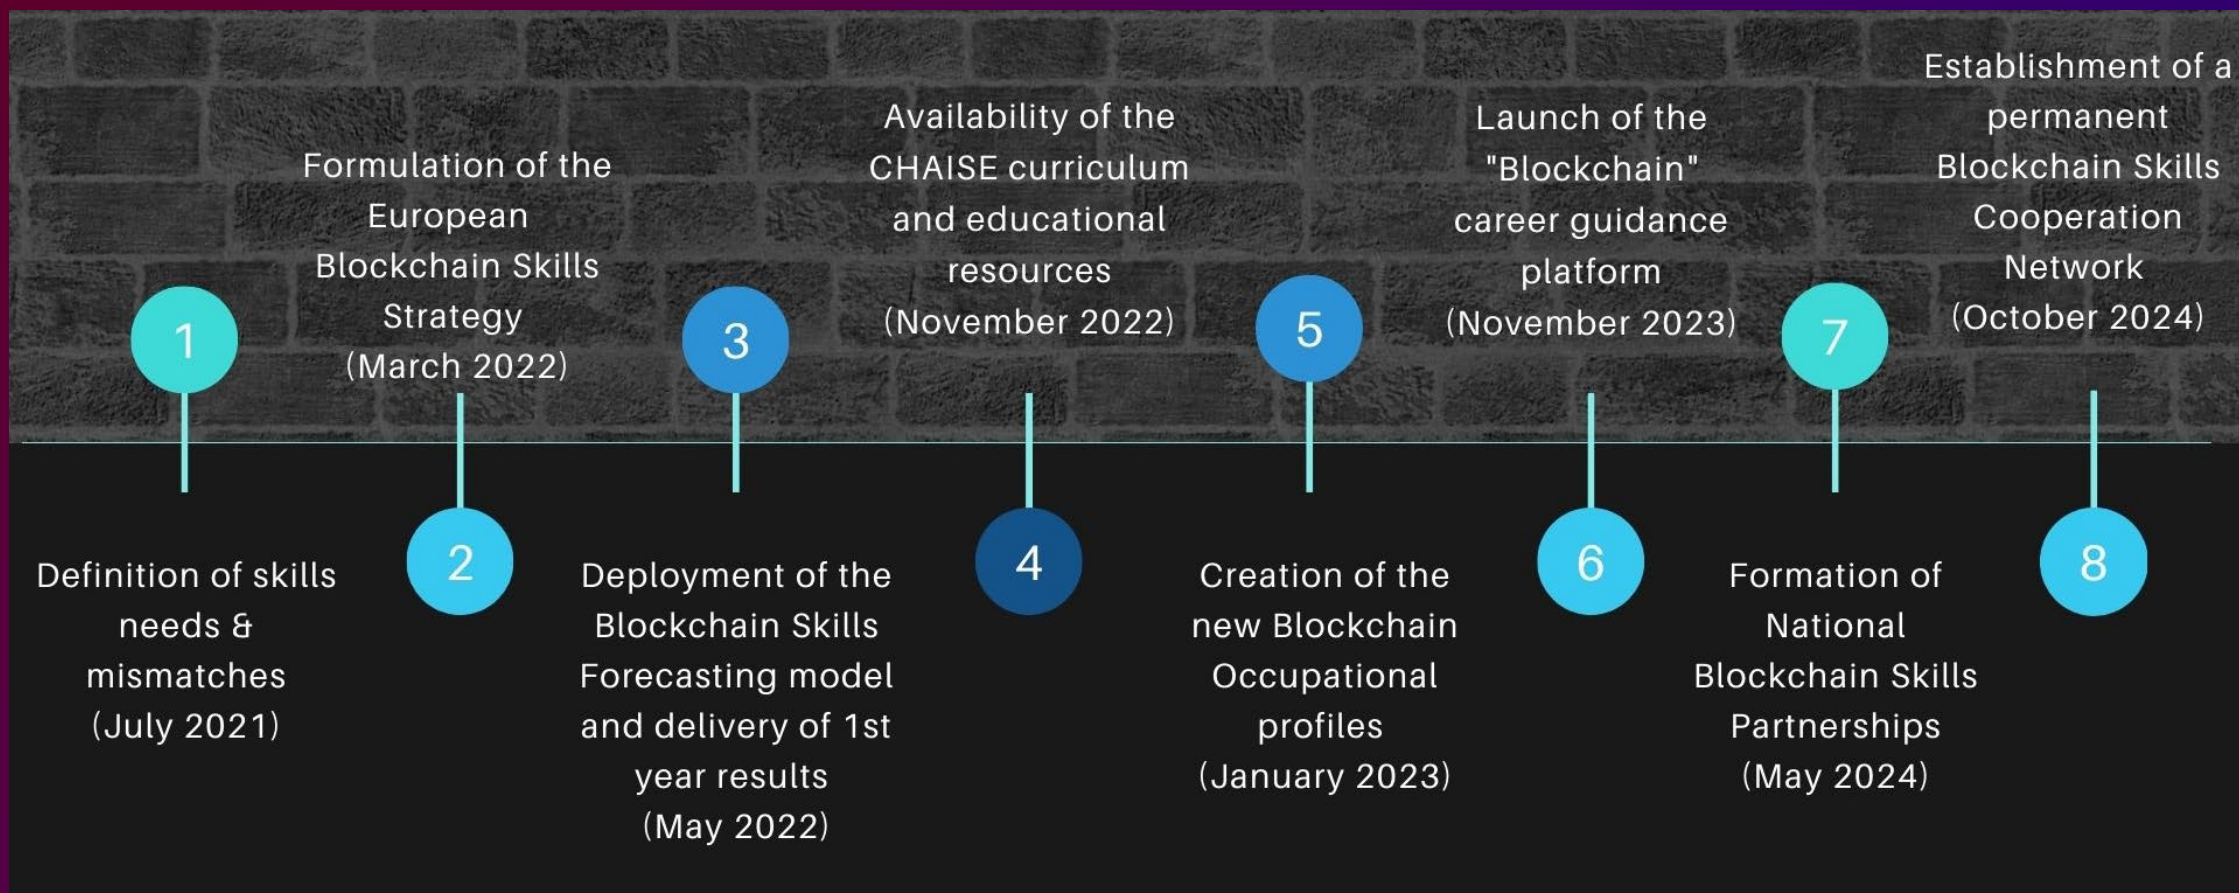 1
Definition of skills
needs &
mismatches
(July 2021)
Formulation of the
European
Blockchain Skills
Strategy
(March 2022)
2
3
Deployment of the
Blockchain Skills
Forecasting model
and delivery of 1st
year results
(May 2022)
Availability of the
CHAISE curriculum
and educational
resources
(November 2022)
4
5
Creation of the
new Blockchain
Occupational
profiles
(January 2023)
Launch of the
"Blockchain"
career guidance
platform
(November 2023)
6
7
Formation of
National
Blockchain Skills
Partnerships
(May 2024)
Establishment of a
permanent
Blockchain Skills
Cooperation
Network
(October 2024)
8